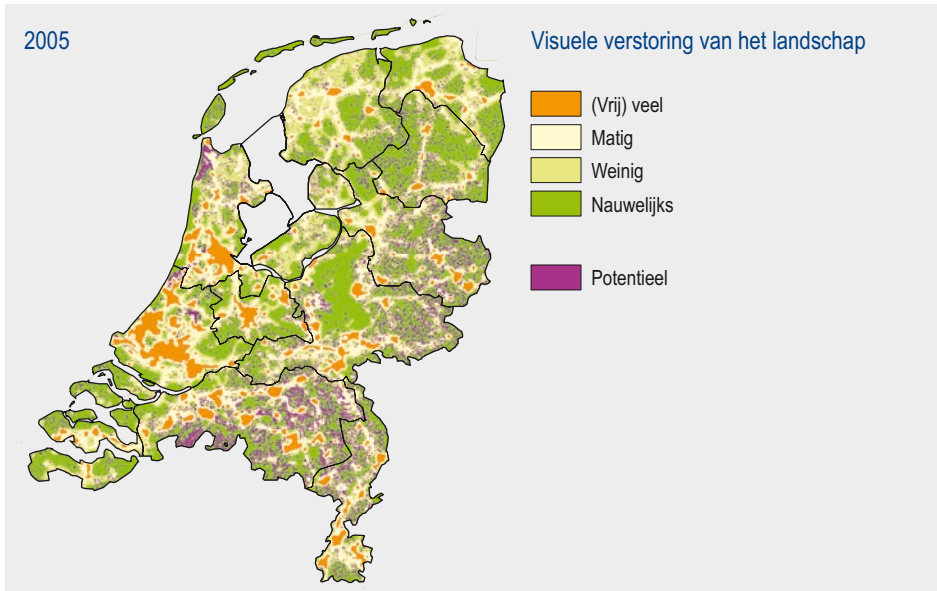 2005
Visuele verstoring van het landschap
(Vrij) veel
Matig
Weinig
Nauwelijks
Potentieel